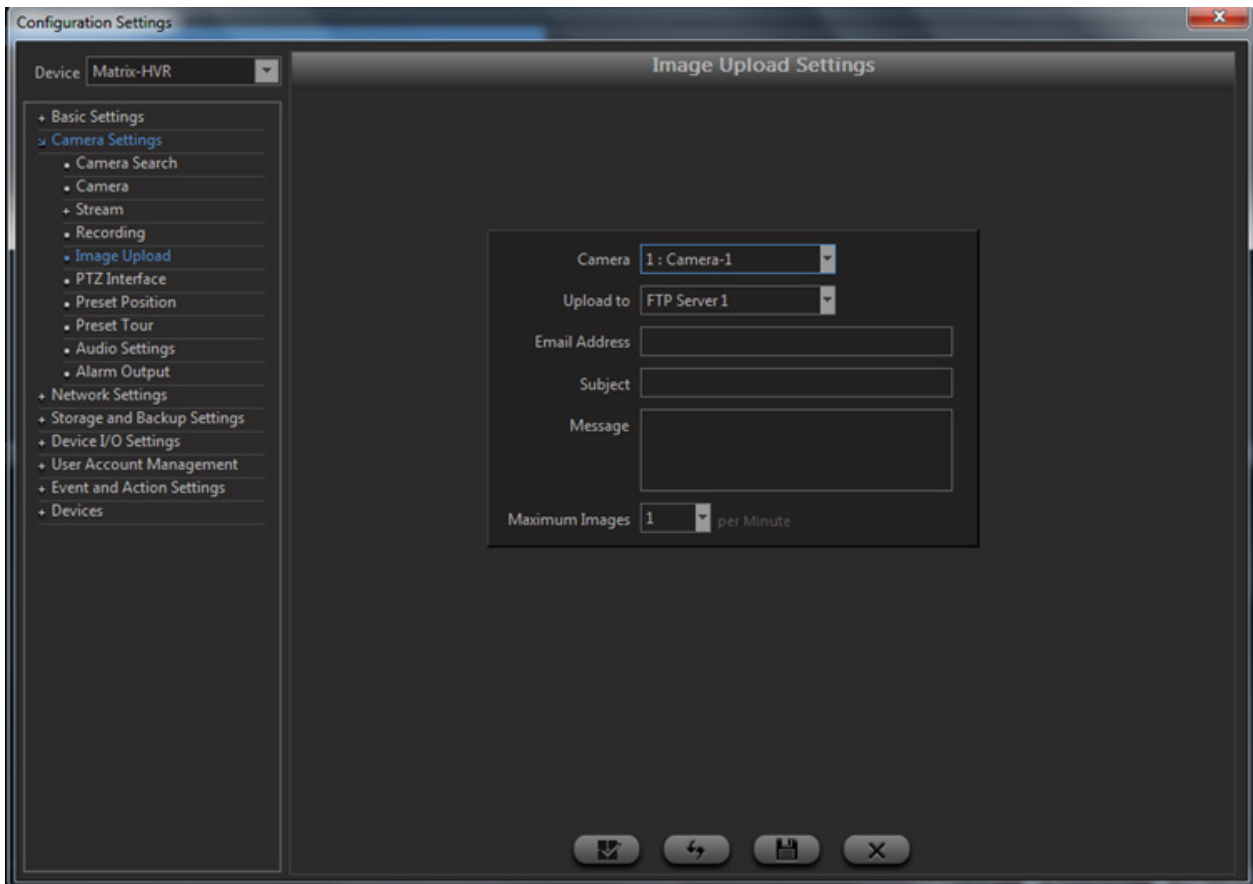 Configuration Settings
Device Matrix-HVR
+ Basic Settings
Camera Settings
Camera Search
Camera
+ Stream
Recording
Image Upload
PTZ Interface
Preset Position
Preset Tour
Audio Settings
Alarm Output
+ Network Settings
+ Storage and Backup Settings
+ Device I/O Settings
+ User Account Management
+ Event and Action Settings
+ Devices
Image Upload Settings
Camera 1 : Camera-1
Upload to FTP Server 1
Email Address
Subject
Message
Maximum Images 1 per Minute